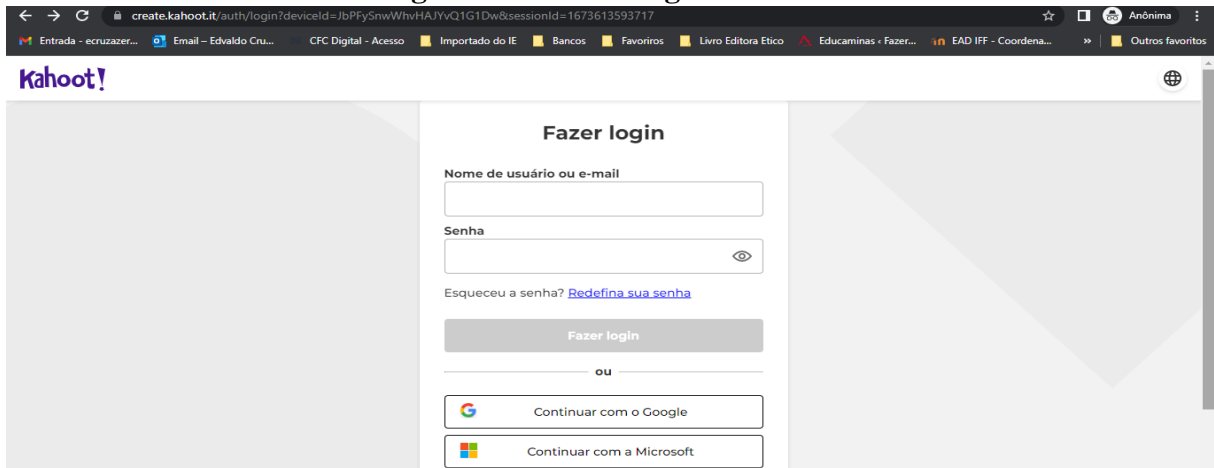 create.kahoot.it/auth/login?deviceId=JbPFySnwWhvHAJYvQ1G1Dw&sessionId=1673613593717 Anônima
Entrada - ecruzazer... Email – Edvaldo Cru... CFC Digital - Acesso Importado do IE Bancos Favoriros Livro Editora Etico Educaminas ‹ Fazer... EAD IFF - Coordena... » Outros favoritos
Kahoot!
Fazer login
Nome de usuário ou e-mail
Senha
Esqueceu a senha? Redefina sua senha
Fazer login
ou
Continuar com o Google
Continuar com a Microsoft